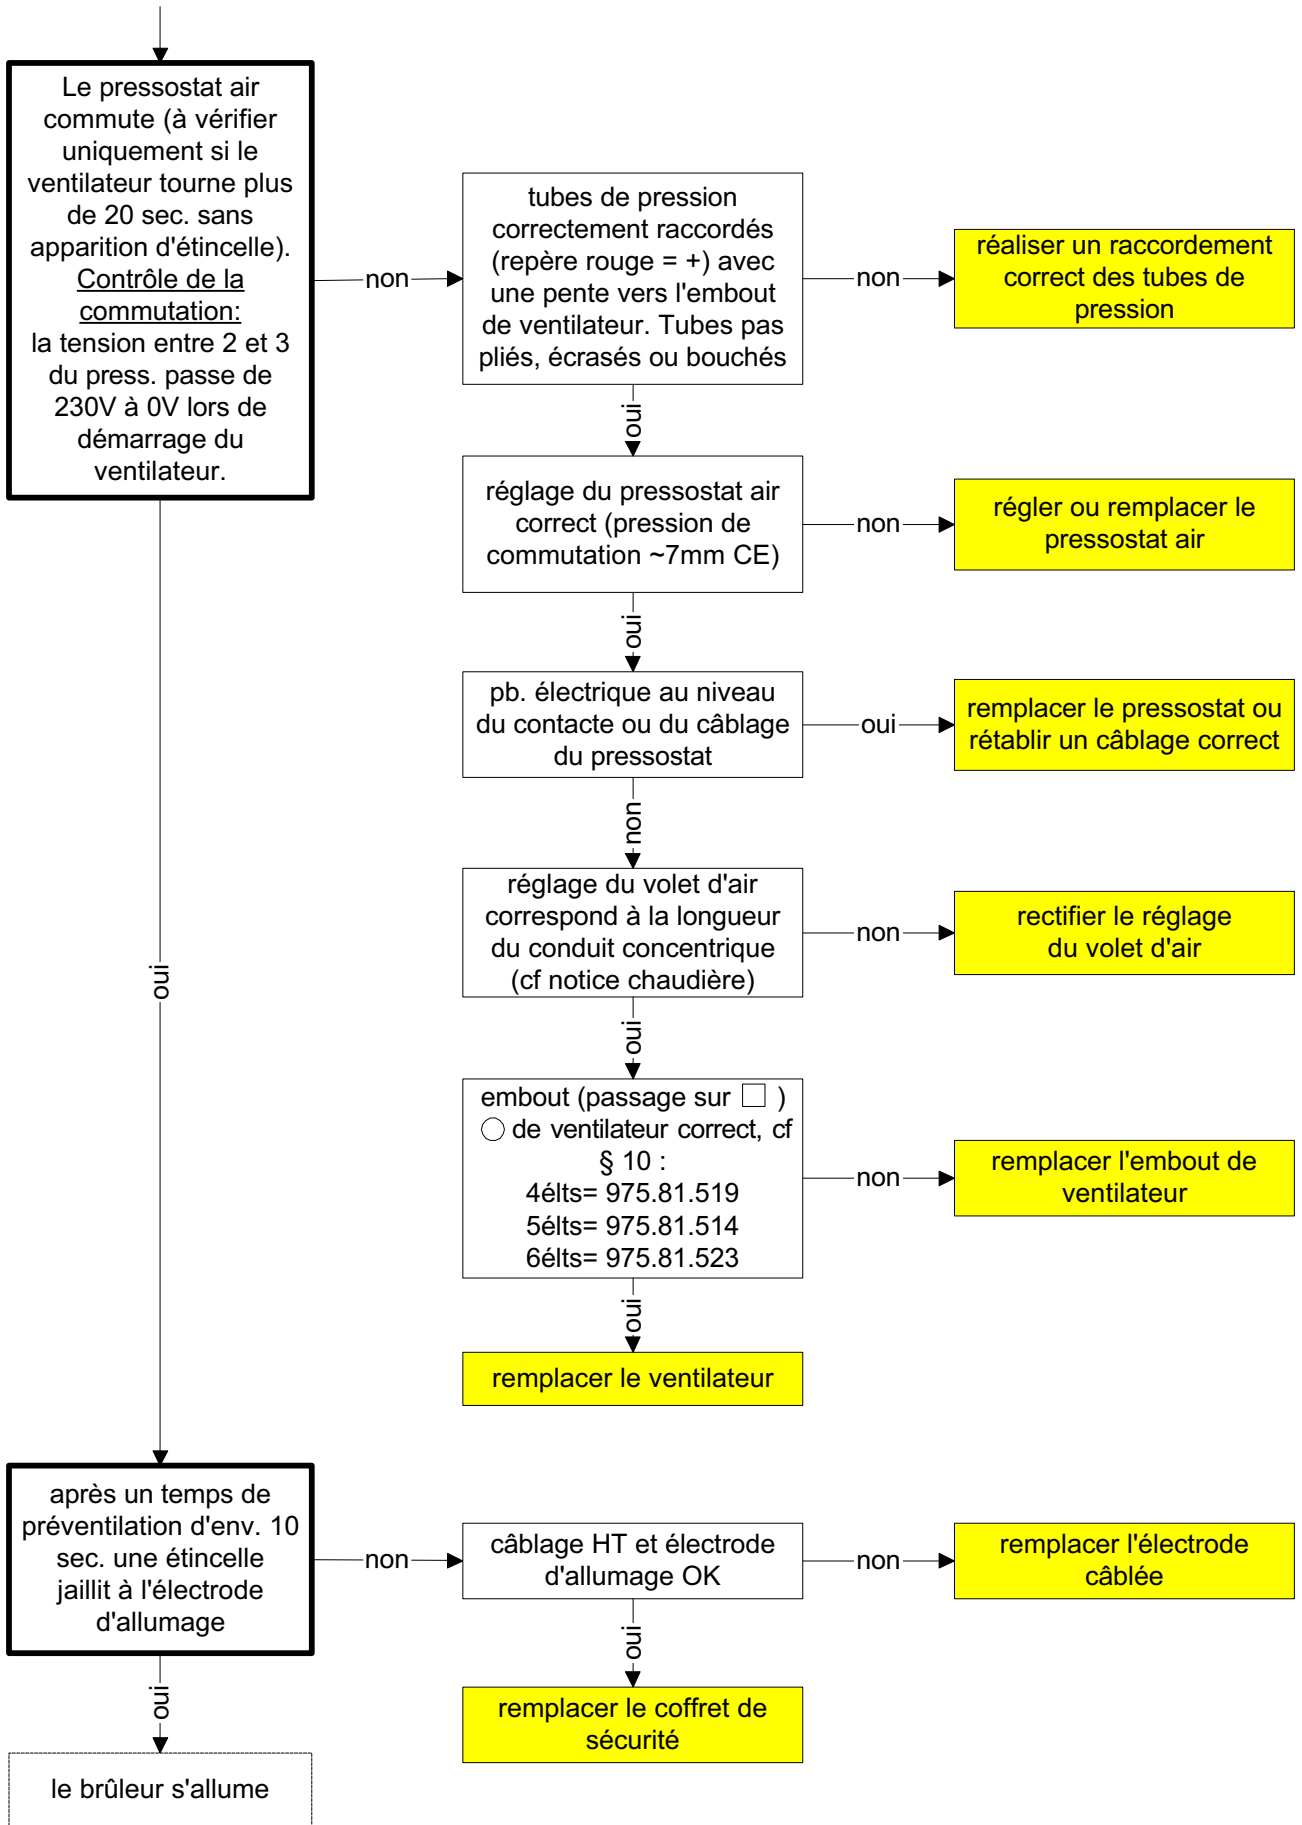 Le pressostat air
commute (à vérifier
uniquement si le
ventilateur tourne plus
de 20 sec. sans
apparition d'étincelle).
Contrôle de la
commutation:
la tension entre 2 et 3
du press. passe de
230V à 0V lors de
démarrage du
ventilateur.
non
tubes de pression
correctement raccordés
(repère rouge = +) avec
une pente vers l'embout
de ventilateur. Tubes pas
pliés, écrasés ou bouchés
non
réaliser un raccordement
correct des tubes de
pression
oui
réglage du pressostat air
correct (pression de
commutation ~7mm CE)
non
régler ou remplacer le
pressostat air
oui
pb. électrique au niveau
du contacte ou du câblage
du pressostat
oui
remplacer le pressostat ou
rétablir un câblage correct
non
réglage du volet d'air
correspond à la longueur
du conduit concentrique
(cf notice chaudière)
non
rectifier le réglage
du volet d'air
oui
oui
embout (passage sur □ )
○ de ventilateur correct, cf
§ 10 :
4élts= 975.81.519
5élts= 975.81.514
6élts= 975.81.523
non
remplacer l'embout de
ventilateur
oui
remplacer le ventilateur
après un temps de
préventilation d'env. 10
sec. une étincelle
jaillit à l'électrode
d'allumage
non
câblage HT et électrode
d'allumage OK
non
remplacer l'électrode
câblée
oui
remplacer le coffret de
sécurité
oui
le brûleur s'allume